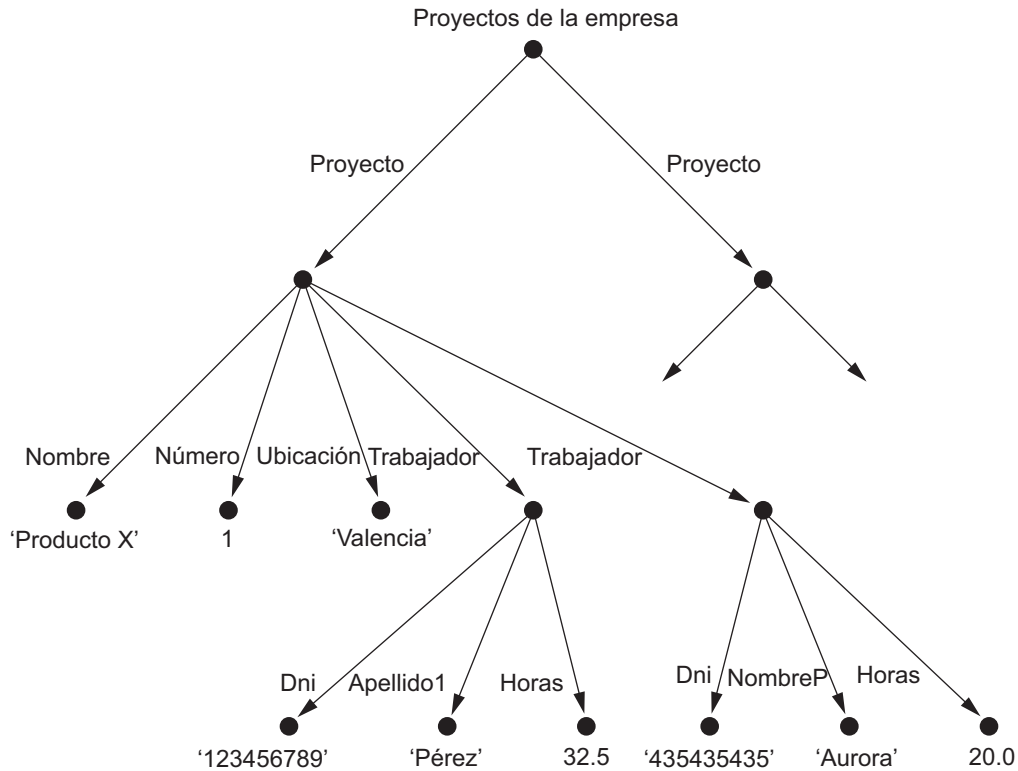 Proyectos de la empresa
Proyecto
Proyecto
Nombre
Número
Ubicación
Trabajador
Trabajador
‘Producto X’
1
‘Valencia’
Dni
Apellido1
Horas
Dni
NombreP
Horas
‘123456789’
‘Pérez’
32.5
‘435435435’
‘Aurora’
20.0